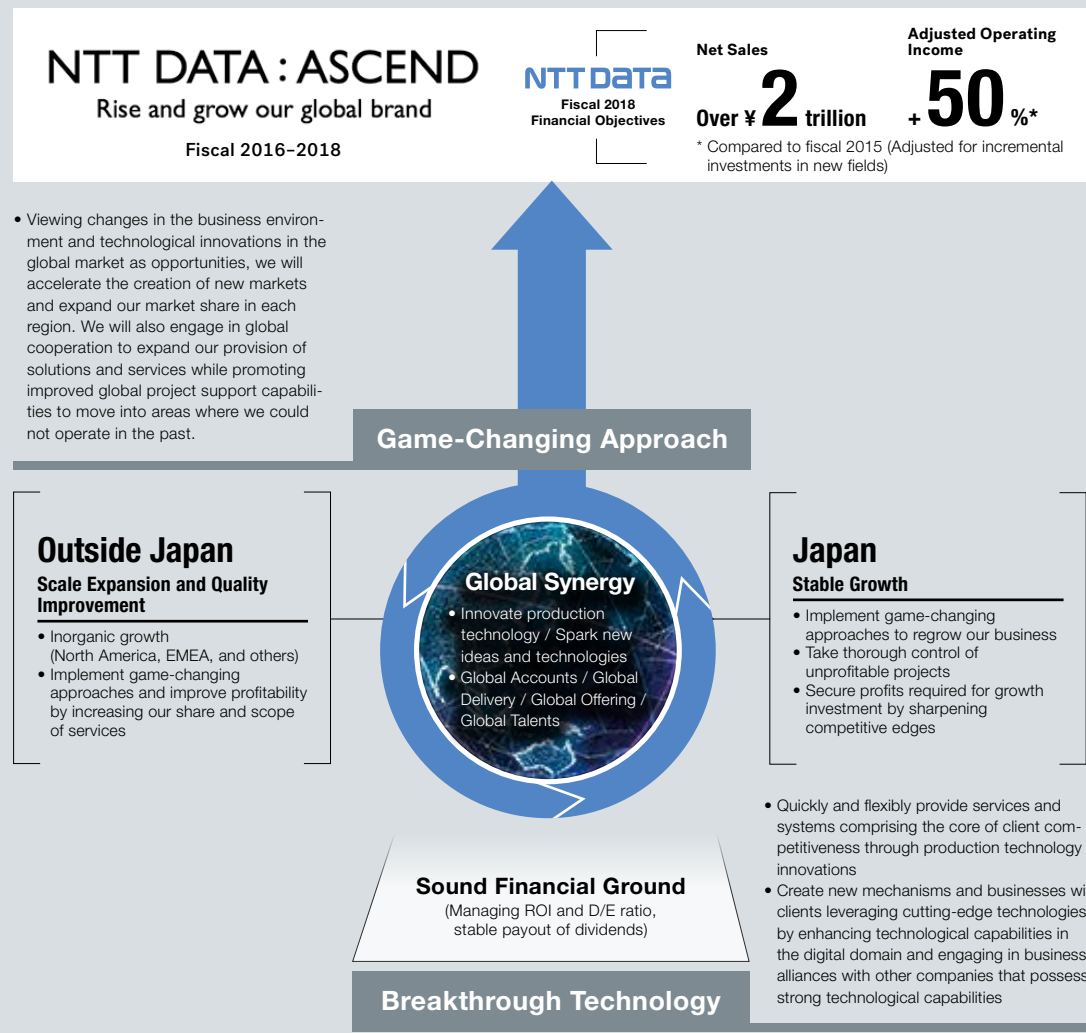 NTT DATA : ASCEND
Rise and grow our global brand
Fiscal 2016–2018
NTT DATA
Fiscal 2018
Financial Objectives
Net Sales
Over ¥ 2 trillion
Adjusted Operating
Income
+ 50 %*
* Compared to fiscal 2015 (Adjusted for incremental
investments in new fields)
• Viewing changes in the business environ-
ment and technological innovations in the
global market as opportunities, we will
accelerate the creation of new markets
and expand our market share in each
region. We will also engage in global
cooperation to expand our provision of
solutions and services while promoting
improved global project support capabili-
ties to move into areas where we could
not operate in the past.
Game-Changing Approach
Outside Japan
Scale Expansion and Quality
Improvement
• Inorganic growth
(North America, EMEA, and others)
• Implement game-changing
approaches and improve profitability
by increasing our share and scope
of services
Global Synergy
• Innovate production
technology / Spark new
ideas and technologies
• Global Accounts / Global
Delivery / Global Offering /
Global Talents
Japan
Stable Growth
• Implement game-changing
approaches to regrow our business
• Take thorough control of
unprofitable projects
• Secure profits required for growth
investment by sharpening
competitive edges
Sound Financial Ground
(Managing ROI and D/E ratio,
stable payout of dividends)
Breakthrough Technology
• Quickly and flexibly provide services and
systems comprising the core of client com-
petitiveness through production technology
innovations
• Create new mechanisms and businesses wi
clients leveraging cutting-edge technologies
by enhancing technological capabilities in
the digital domain and engaging in business
alliances with other companies that possess
strong technological capabilities